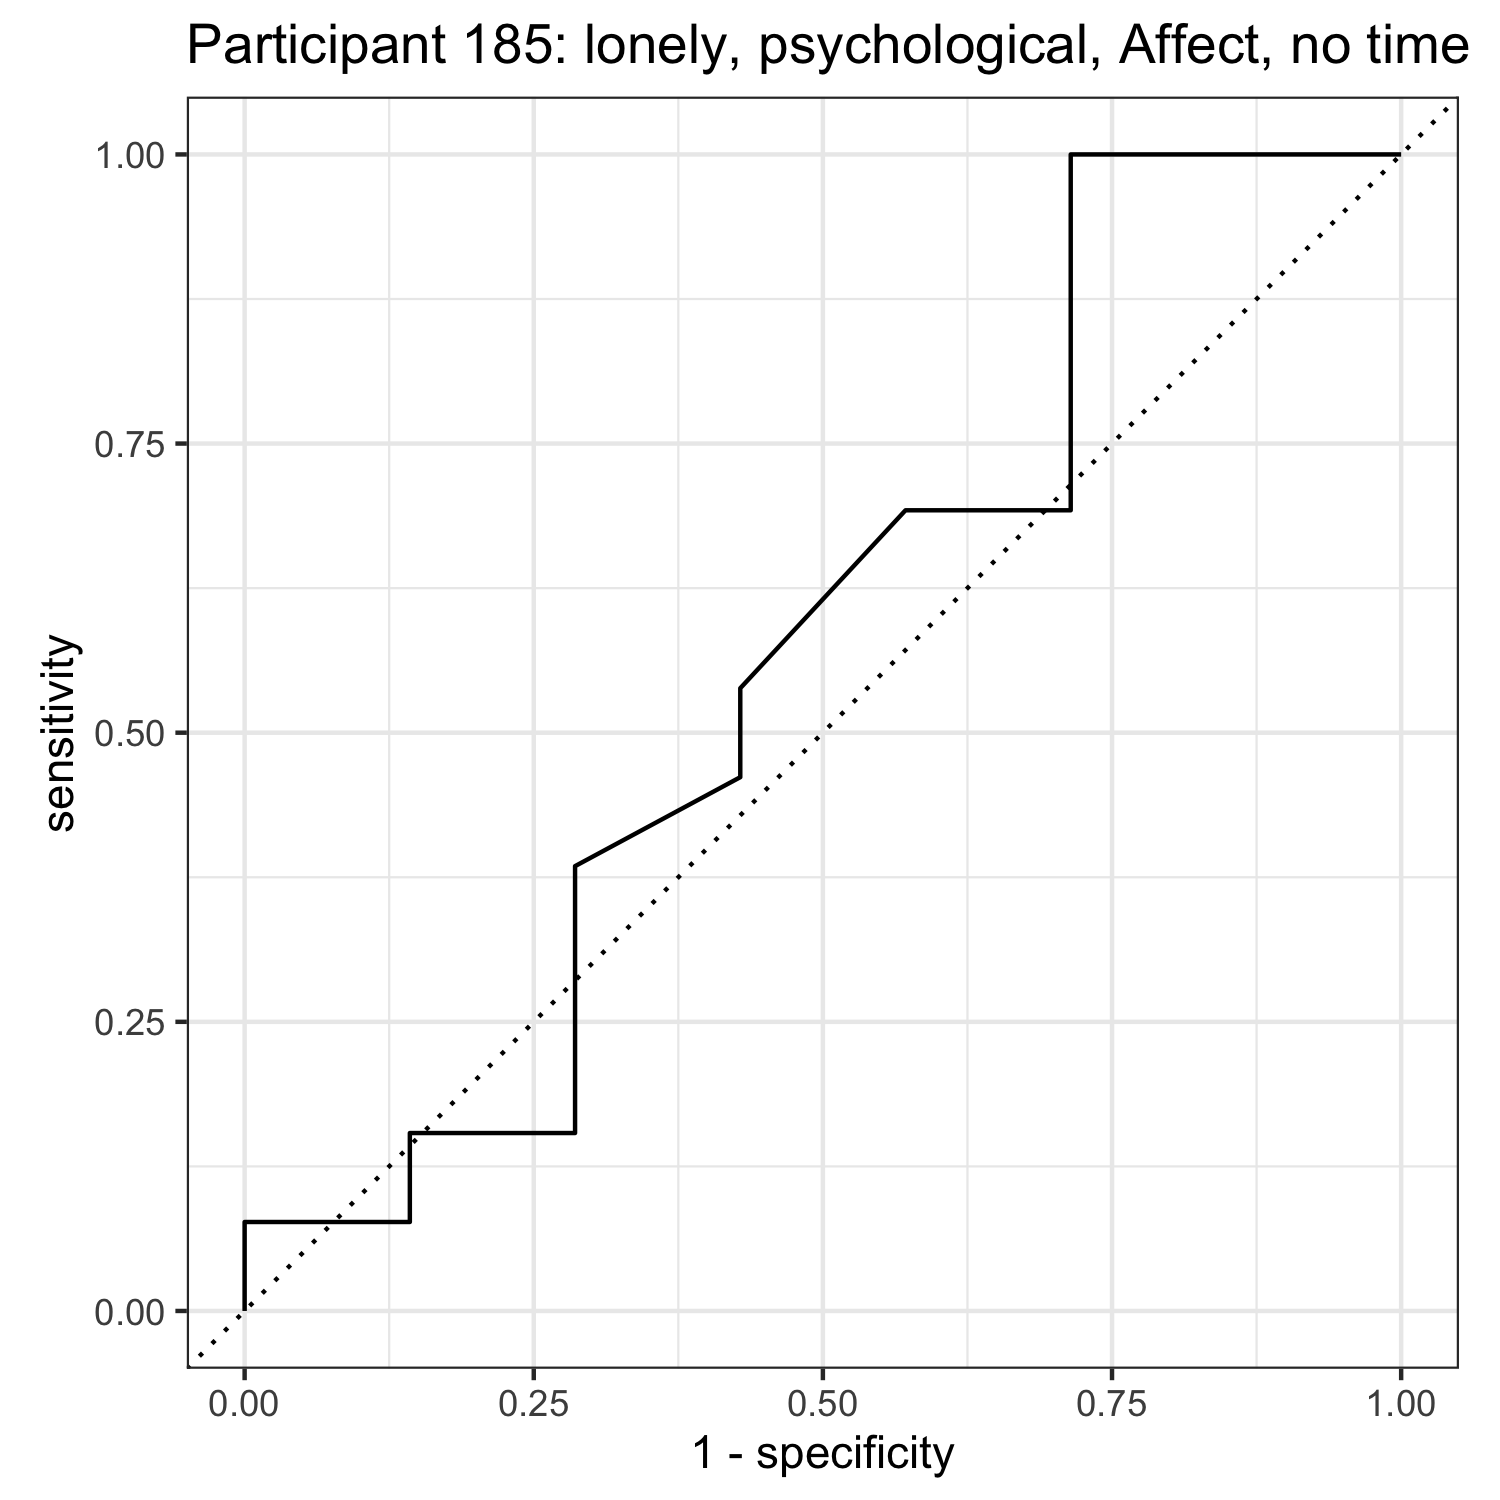 Participant 185: lonely, psychological, Affect, no time
1.00
0.75
0.50
0.25
0.00
sensitivity
0.00 0.25 0.50 0.75 1.00
1 - specificity